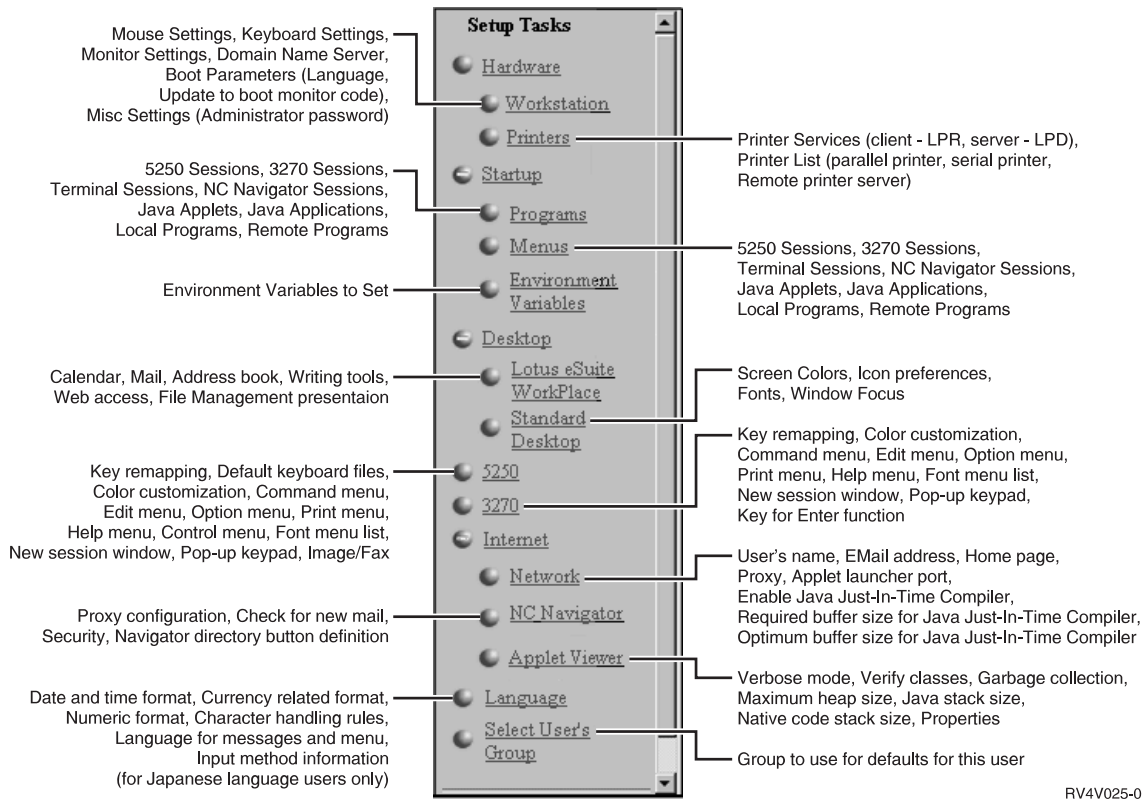 Setup Tasks
Mouse Settings, Keyboard Settings,
Monitor Settings, Domain Name Server,
Boot Parameters (Language,
Update to boot monitor code),
Misc Settings (Administrator password)
Hardware
Workstation
Printers
Printer Services (client - LPR, server - LPD),
Printer List (parallel printer, serial printer,
Remote printer server)
5250 Sessions, 3270 Sessions,
Terminal Sessions, NC Navigator Sessions,
Java Applets, Java Applications,
Local Programs, Remote Programs
Startup
Programs
Menus
5250 Sessions, 3270 Sessions,
Terminal Sessions, NC Navigator Sessions,
Java Applets, Java Applications,
Local Programs, Remote Programs
Environment Variables to Set
Environment
Variables
Desktop
Calendar, Mail, Address book, Writing tools,
Web access, File Management presentaion
Lotus eSuite
WorkPlace
Standard
Desktop
Screen Colors, Icon preferences,
Fonts, Window Focus
Key remapping, Default keyboard files,
Color customization, Command menu,
Edit menu, Option menu, Print menu,
Help menu, Control menu, Font menu list,
New session window, Pop-up keypad, Image/Fax
5250
3270
Key remapping, Color customization,
Command menu, Edit menu, Option menu,
Print menu, Help menu, Font menu list,
New session window, Pop-up keypad,
Key for Enter function
Internet
Network
User's name, EMail address, Home page,
Proxy, Applet launcher port,
Enable Java Just-In-Time Compiler,
Required buffer size for Java Just-In-Time Compiler,
Optimum buffer size for Java Just-In-Time Compiler
Proxy configuration, Check for new mail,
Security, Navigator directory button definition
NC Navigator
Applet Viewer
Verbose mode, Verify classes, Garbage collection,
Maximum heap size, Java stack size,
Native code stack size, Properties
Date and time format, Currency related format,
Numeric format, Character handling rules,
Language for messages and menu,
Input method information
(for Japanese language users only)
Language
Select User's
Group
Group to use for defaults for this user
RV4V025-0